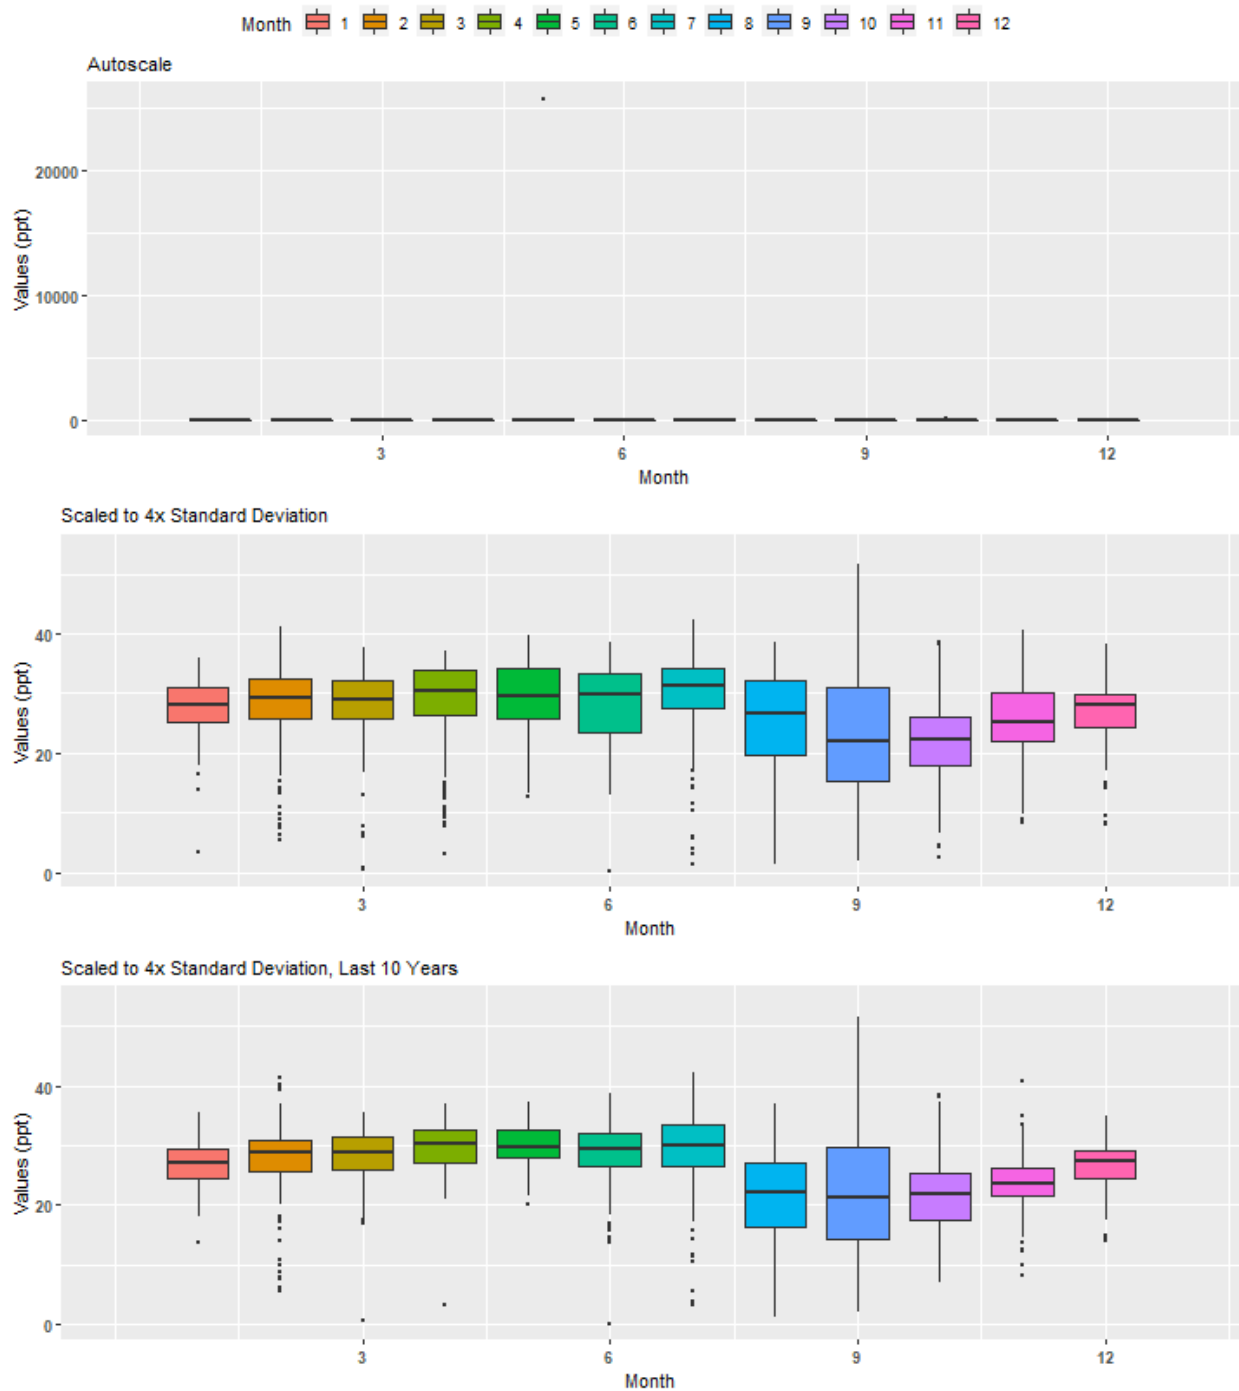 Month 1 2 3 4 5 6 7 8 9 10 11 12
Autoscale
Values (ppt)
20000
10000
0
3 6 9 12
Month
Scaled to 4x Standard Deviation
Values (ppt)
40
20
0
3 6 9 12
Month
Scaled to 4x Standard Deviation, Last 10 Years
Values (ppt)
40
20
0
3 6 9 12
Month